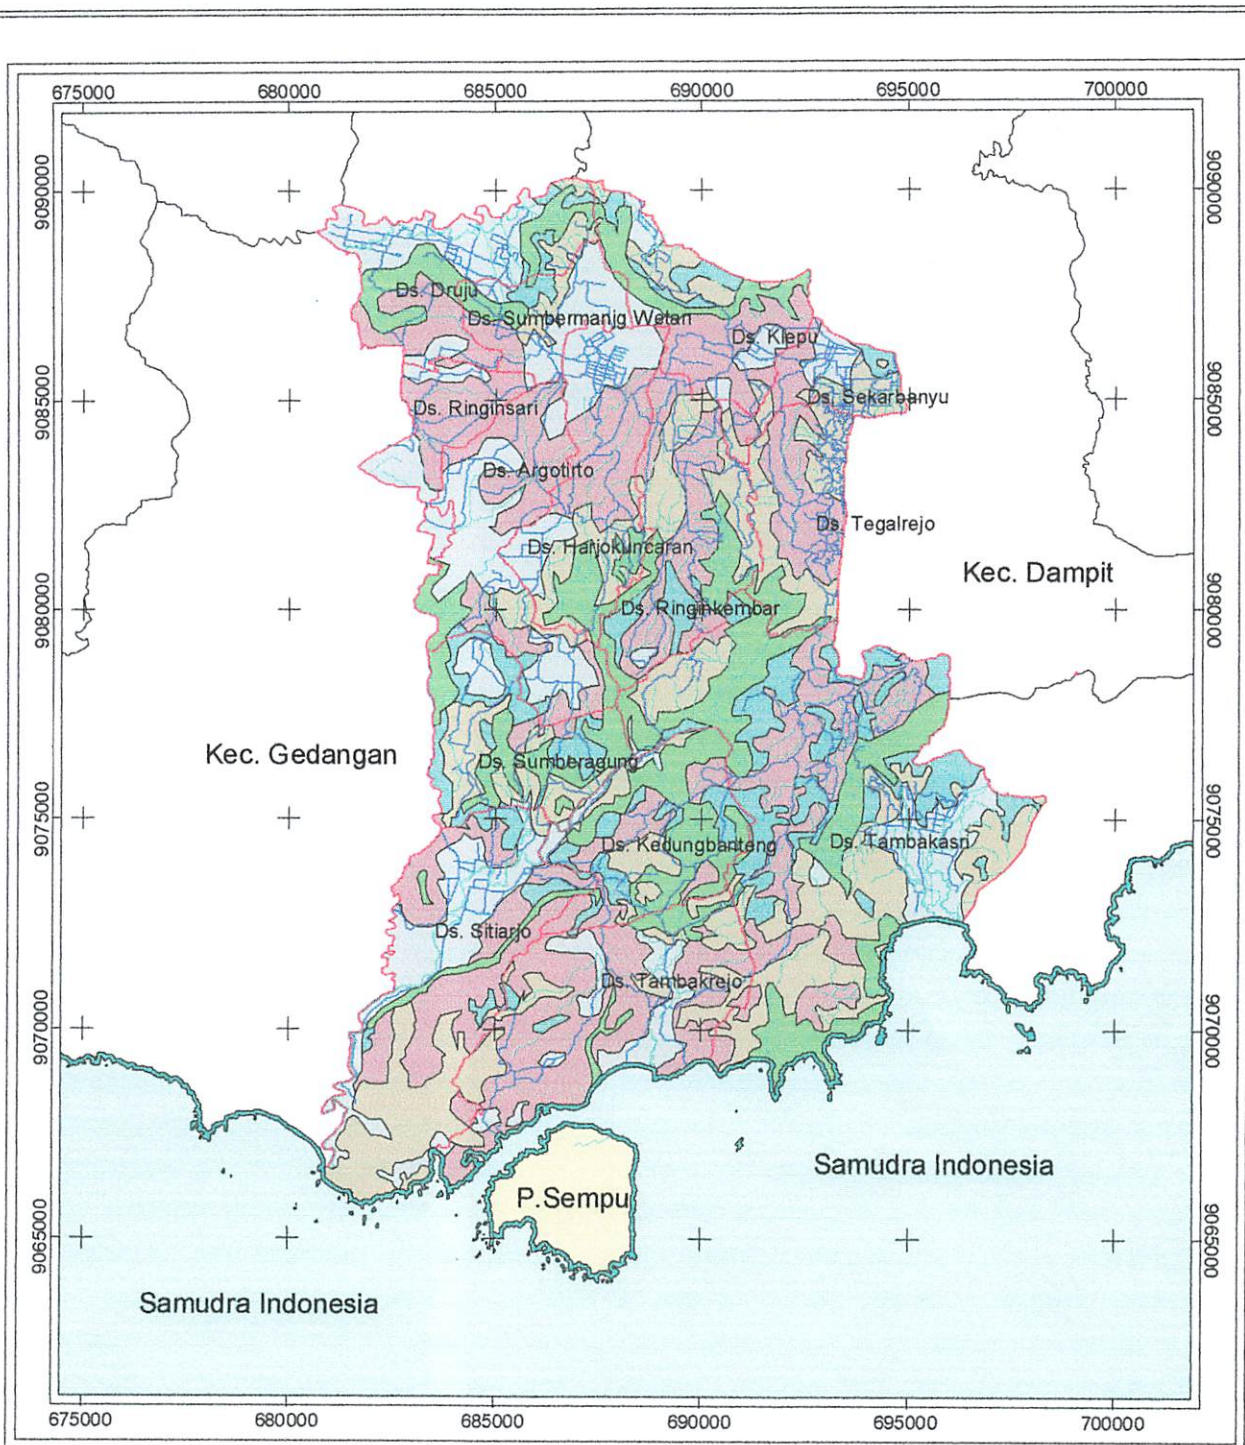 675000 680000 685000 690000 695000 700000
9090000 9090000
Ds. Druju
Ds. Sumbermanjg Wetan
Ds. Klepu
9085000 9085000
Ds. Sekarbanyu
Ds. Ringinsari
Ds. Argotirto
Ds. Tegalrejo
Ds. Harjokuncaran
Kec. Dampit
9080000 9080000
Ds. Ringinkembar
Kec. Gedangan
Ds. Sumberagung
9075000 9075000
Ds. Kedungbanteng
Ds. Tambakasri
Ds. Sitiarjo
Ds. Tambakrejo
9070000 9070000
Samudra Indonesia
P.Sempu
9065000 9065000
Samudra Indonesia
675000 680000 685000 690000 695000 700000